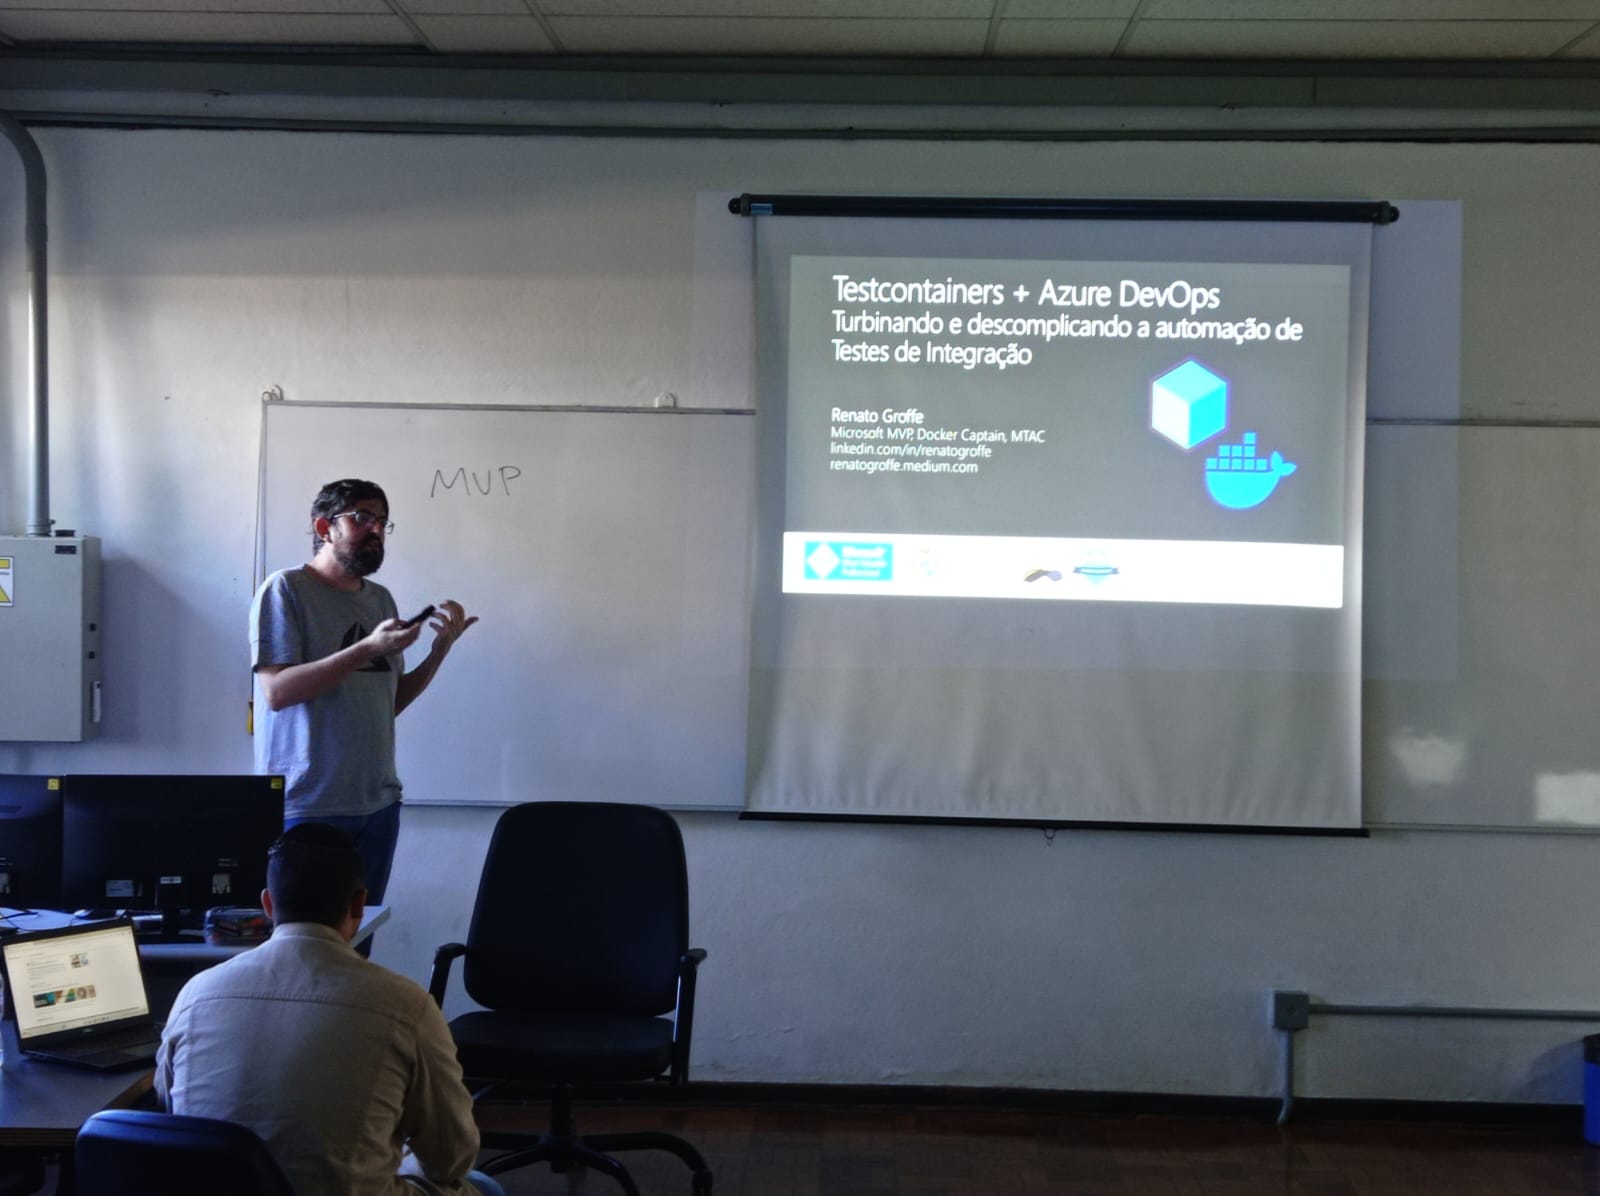 MVP
Testcontainers + Azure DevOps
Turbinando e descomplicando a automação de
Testes de Integração
Renato Groffe
Microsoft MVP, Docker Captain, MTAC
linkedin.com/in/renatogroffe
renatogroffe.medium.com
Microsoft